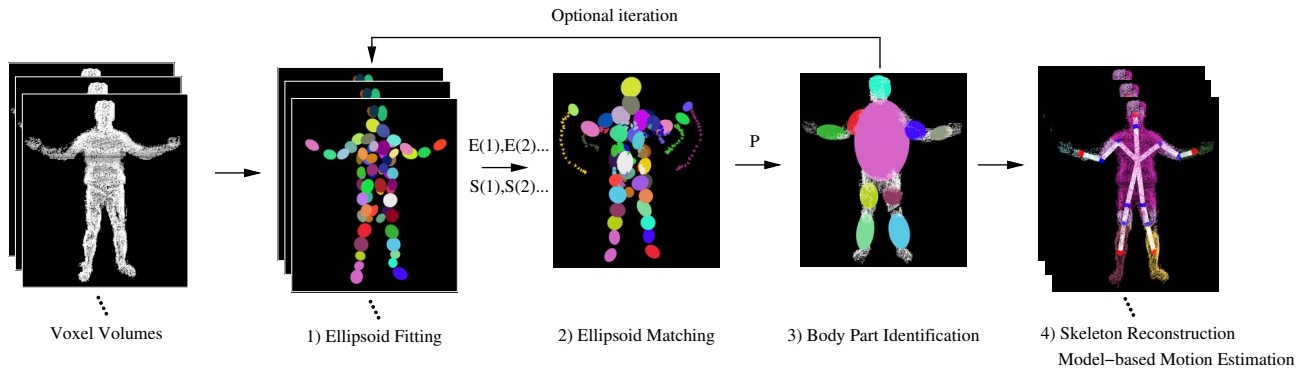 Optional iteration
E(1),E(2)...
S(1),S(2)...
P
Voxel Volumes
1) Ellipsoid Fitting
2) Ellipsoid Matching
3) Body Part Identification
4) Skeleton Reconstruction
Model−based Motion Estimation